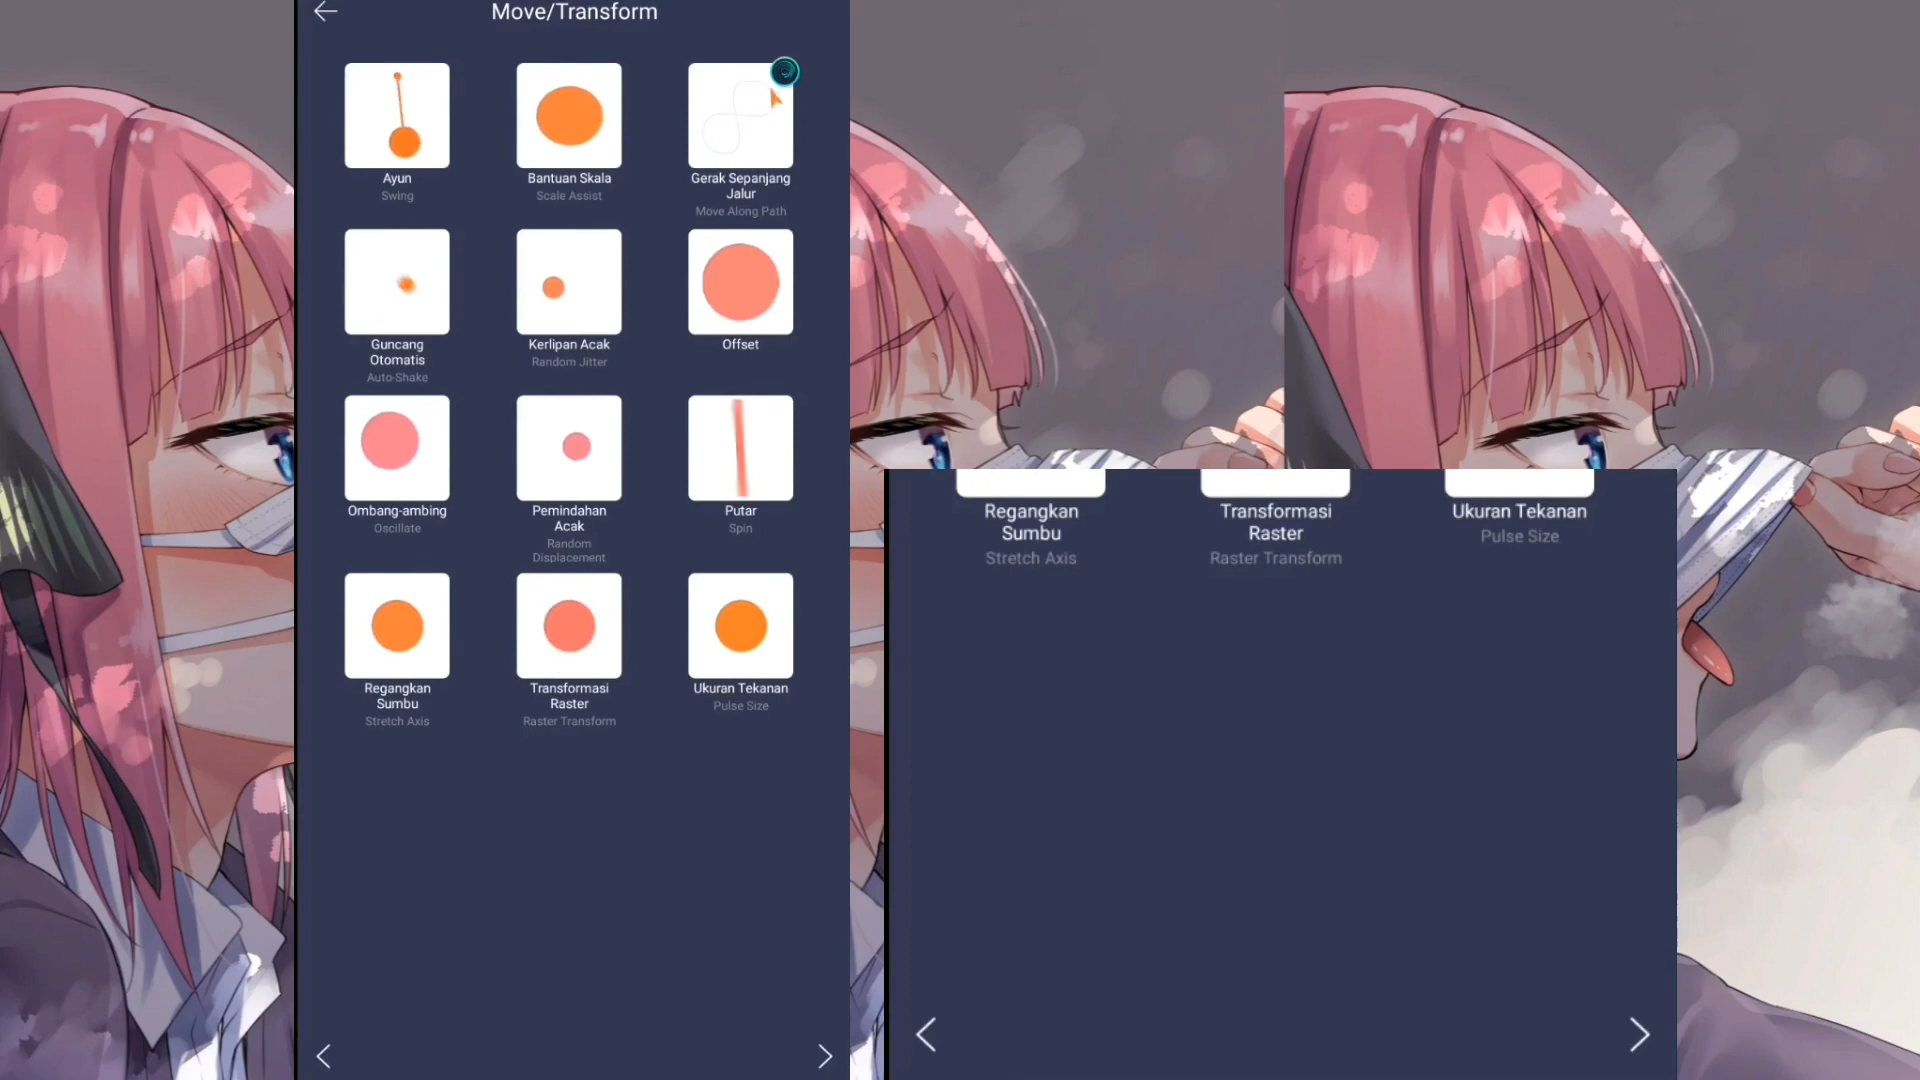 Move/Transform
Ayun
Swing
Bantuan Skala
Scale Assist
Gerak Sepanjang
Jalur
Move Along Path
Guncang
Otomatis
Auto-Shake
Kerlipan Acak
Random Jitter
Offset
Ombang-ambing
Oscillate
Pemindahan
Acak
Random
Displacement
Putar
Spin
Regangkan
Sumbu
Stretch Axis
Transformasi
Raster
Raster Transform
Ukuran Tekanan
Pulse Size
Regangkan
Sumbu
Stretch Axis
Transformasi
Raster
Raster Transform
Ukuran Tekanan
Pulse Size